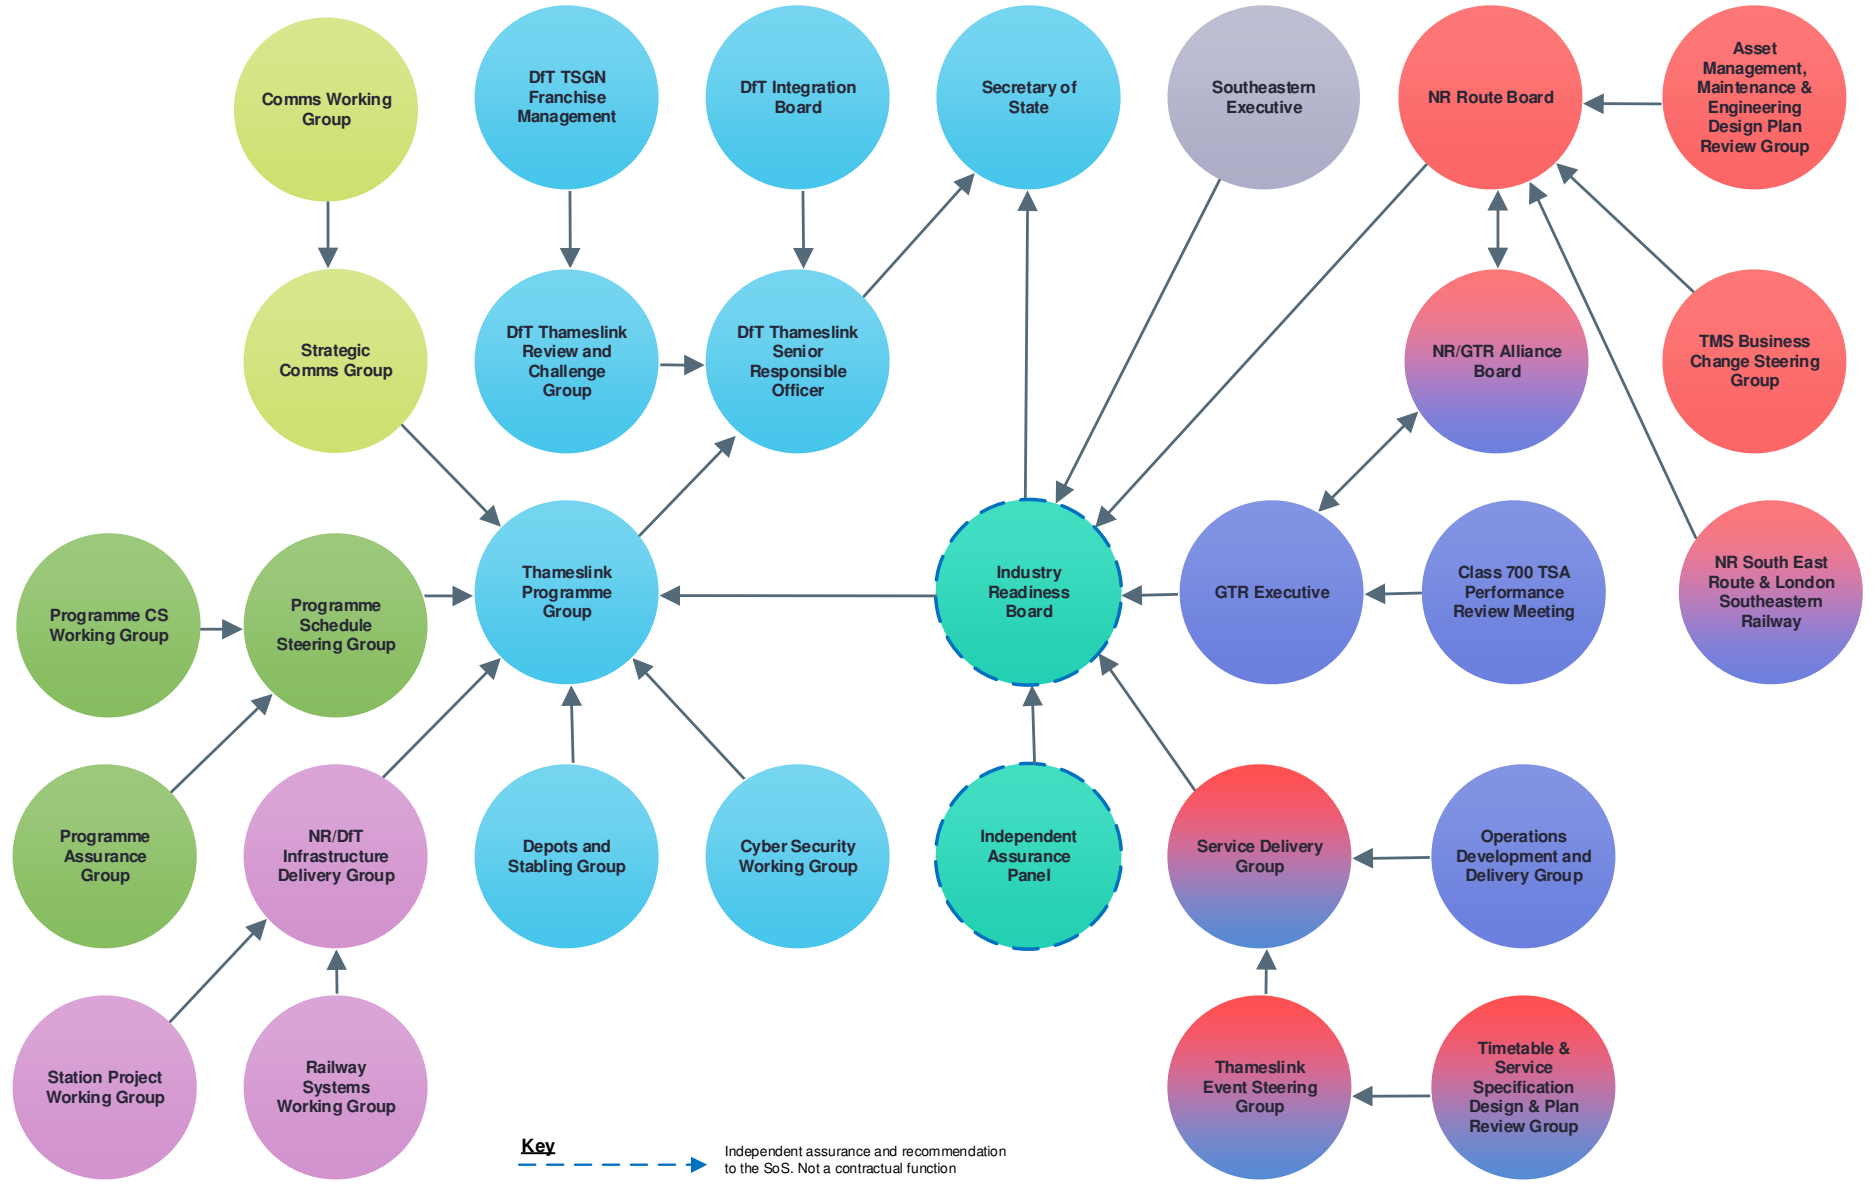 Comms Working
Group
DfT TSGN
Franchise
Management
DfT Integration
Board
Secretary of
State
Southeastern
Executive
NR Route Board
Asset
Management,
Maintenance &
Engineering
Design Plan
Review Group
Strategic
Comms Group
DfT Thameslink
Review and
Challenge
Group
DfT Thameslink
Senior
Responsible
Officer
NR/GTR Alliance
Board
TMS Business
Change Steering
Group
Programme CS
Working Group
Programme
Schedule
Steering Group
Thameslink
Programme
Group
Industry
Readiness
Board
GTR Executive
Class 700 TSA
Performance
Review Meeting
NR South East
Route & London
Southeastern
Railway
Programme
Assurance
Group
NR/DfT
Infrastructure
Delivery Group
Depots and
Stabling Group
Cyber Security
Working Group
Independent
Assurance
Panel
Service Delivery
Group
Operations
Development and
Delivery Group
Station Project
Working Group
Railway
Systems
Working Group
Thameslink
Event Steering
Group
Timetable &
Service
Specification
Design & Plan
Review Group
Key
Independent assurance and recommendation
to the SoS. Not a contractual function